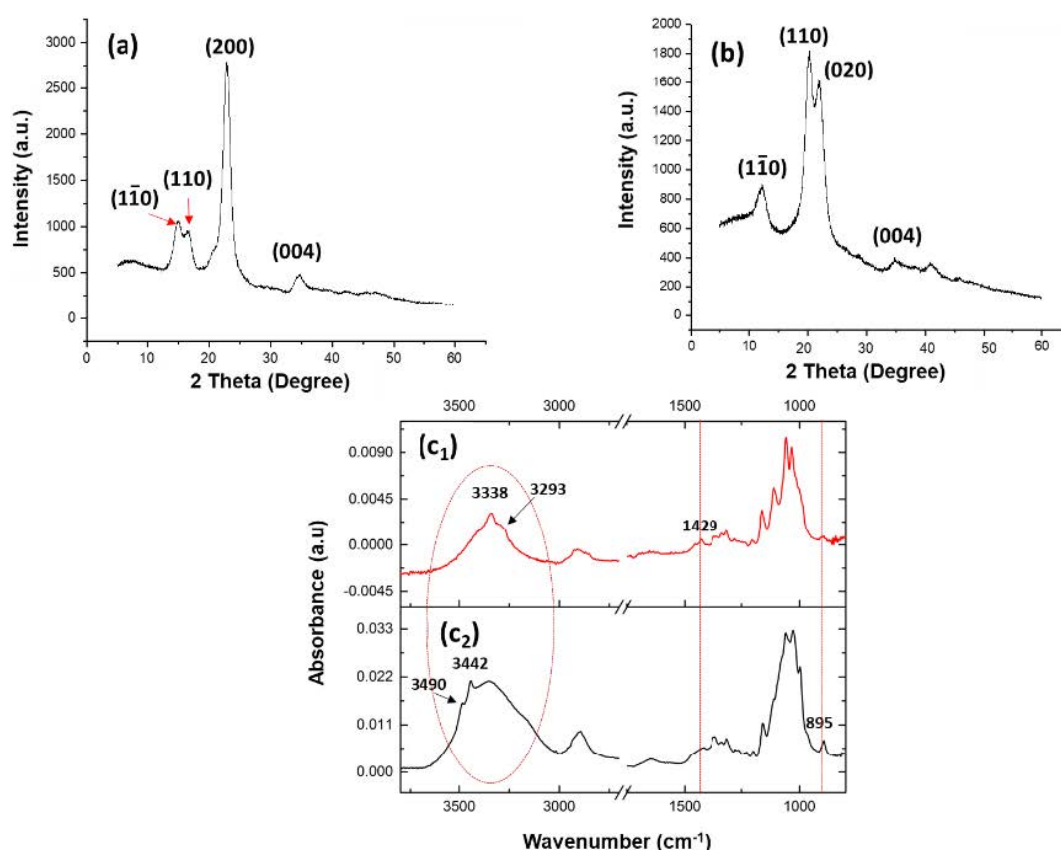 (a)
(200)
(110)
(11̄0)
(004)
3000
2500
2000
1500
1000
500
0
Intensity (a.u.)
0 10 20 30 40 50 60
2 Theta (Degree)
(b)
(110)
(020)
(11̄0)
(004)
2000
1800
1600
1400
1200
1000
800
600
400
200
0
Intensity (a.u.)
0 10 20 30 40 50 60
2 Theta (Degree)
3500 3000 1500 1000
(c₁)
3338
3293
1429
0.0090
0.0045
0.0000
-0.0045
Absorbance (a.u)
(c₂)
3442
3490
895
0.033
0.022
0.011
0.000
3500 3000 1500 1000
Wavenumber (cm⁻¹)